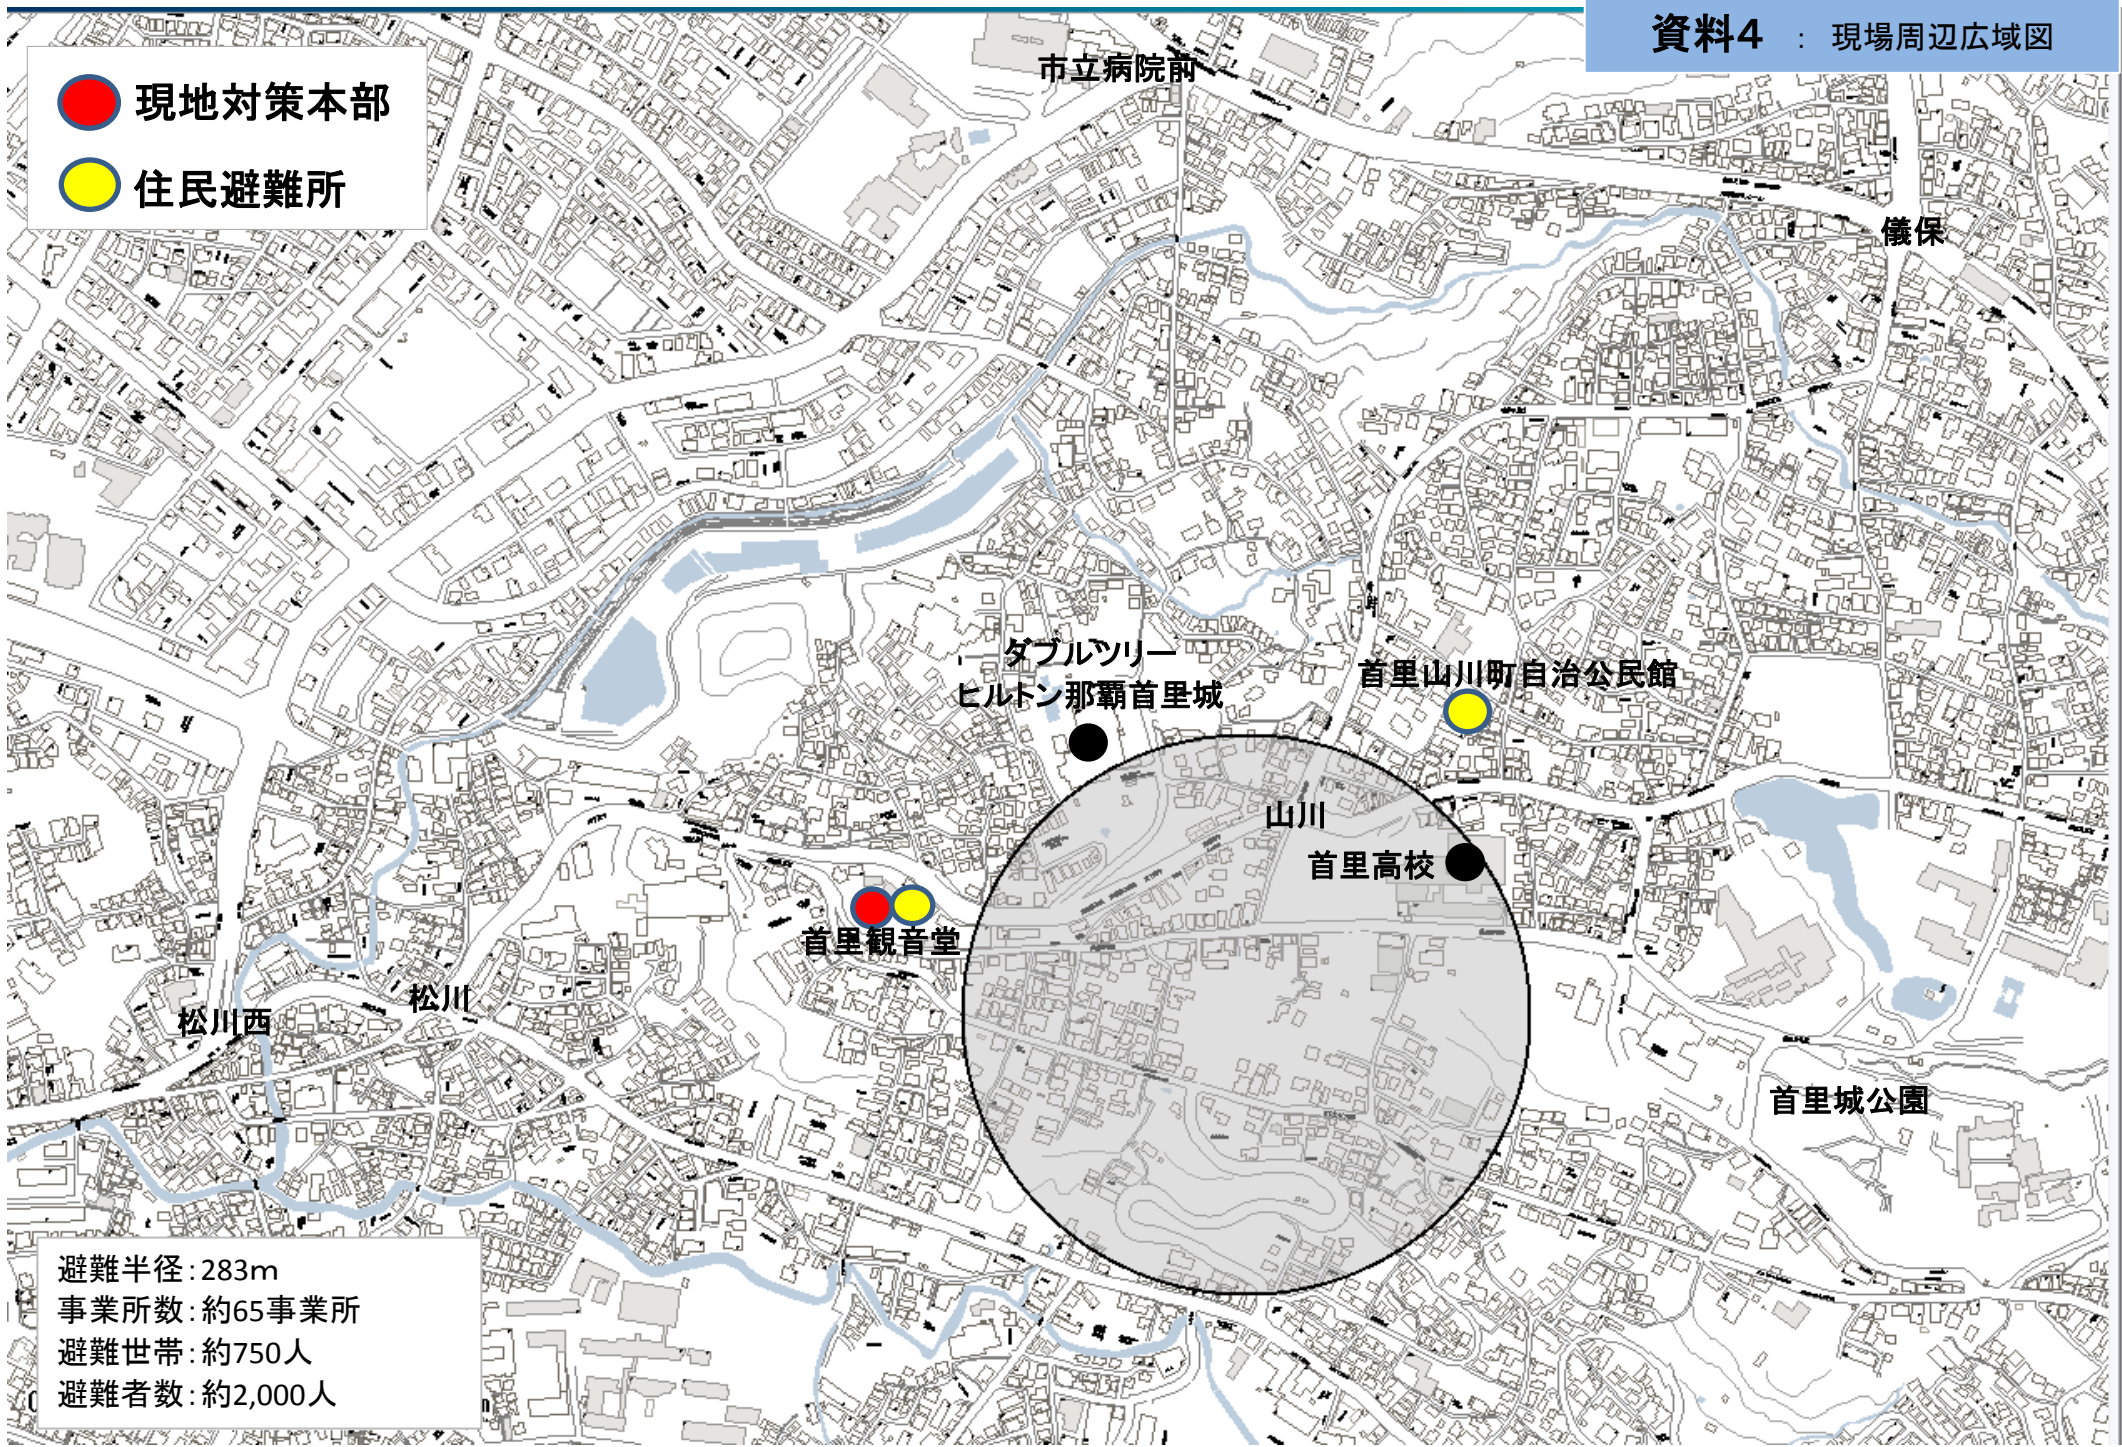 資料4 : 現場周辺広域図
現地対策本部
住民避難所
市立病院前
儀保
ダブルツリー
ヒルトン那覇首里城
首里山川町自治公民館
山川
首里高校
首里観音堂
松川
松川西
首里城公園
避難半径:283m
事業所数:約65事業所
避難世帯:約750人
避難者数:約2,000人